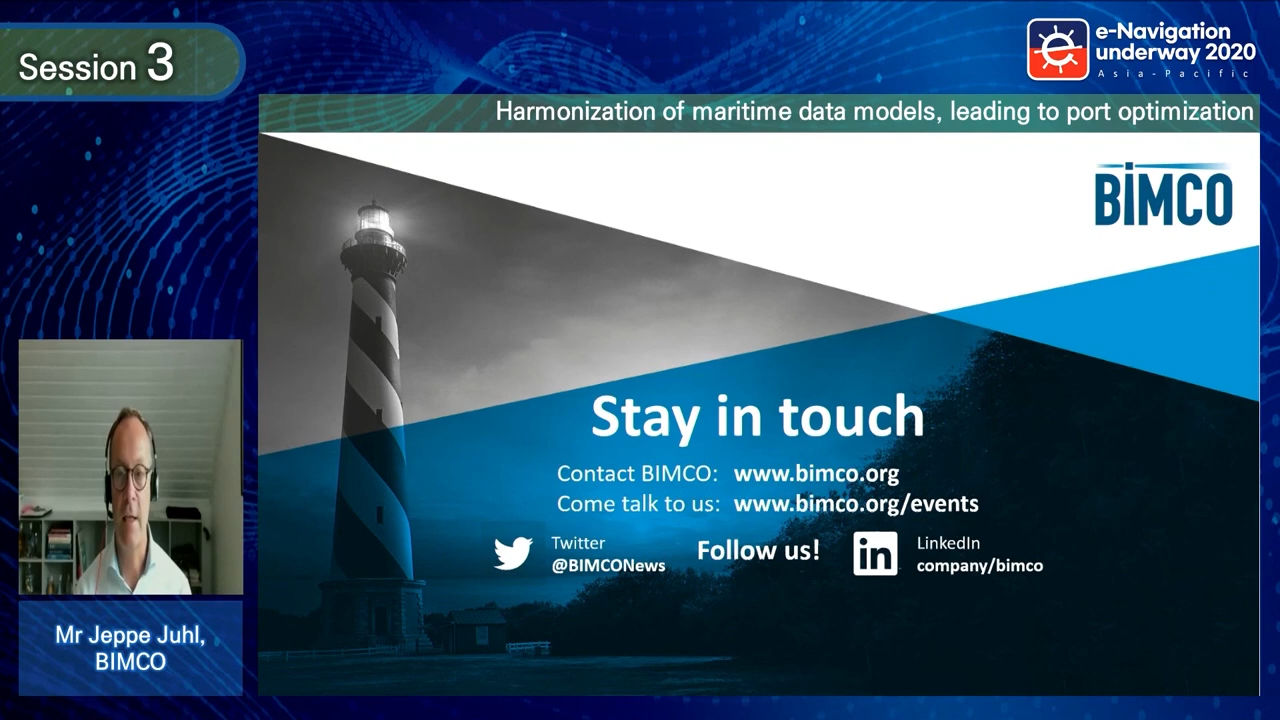 Session 3
e-Navigation
underway 2020
Asia-Pacific
Harmonization of maritime data models, leading to port optimization
BIMCO
Stay in touch
Contact BIMCO: www.bimco.org
Come talk to us: www.bimco.org/events
Twitter
@BIMCONews
Follow us!
in
LinkedIn
company/bimco
Mr Jeppe Juhl,
BIMCO